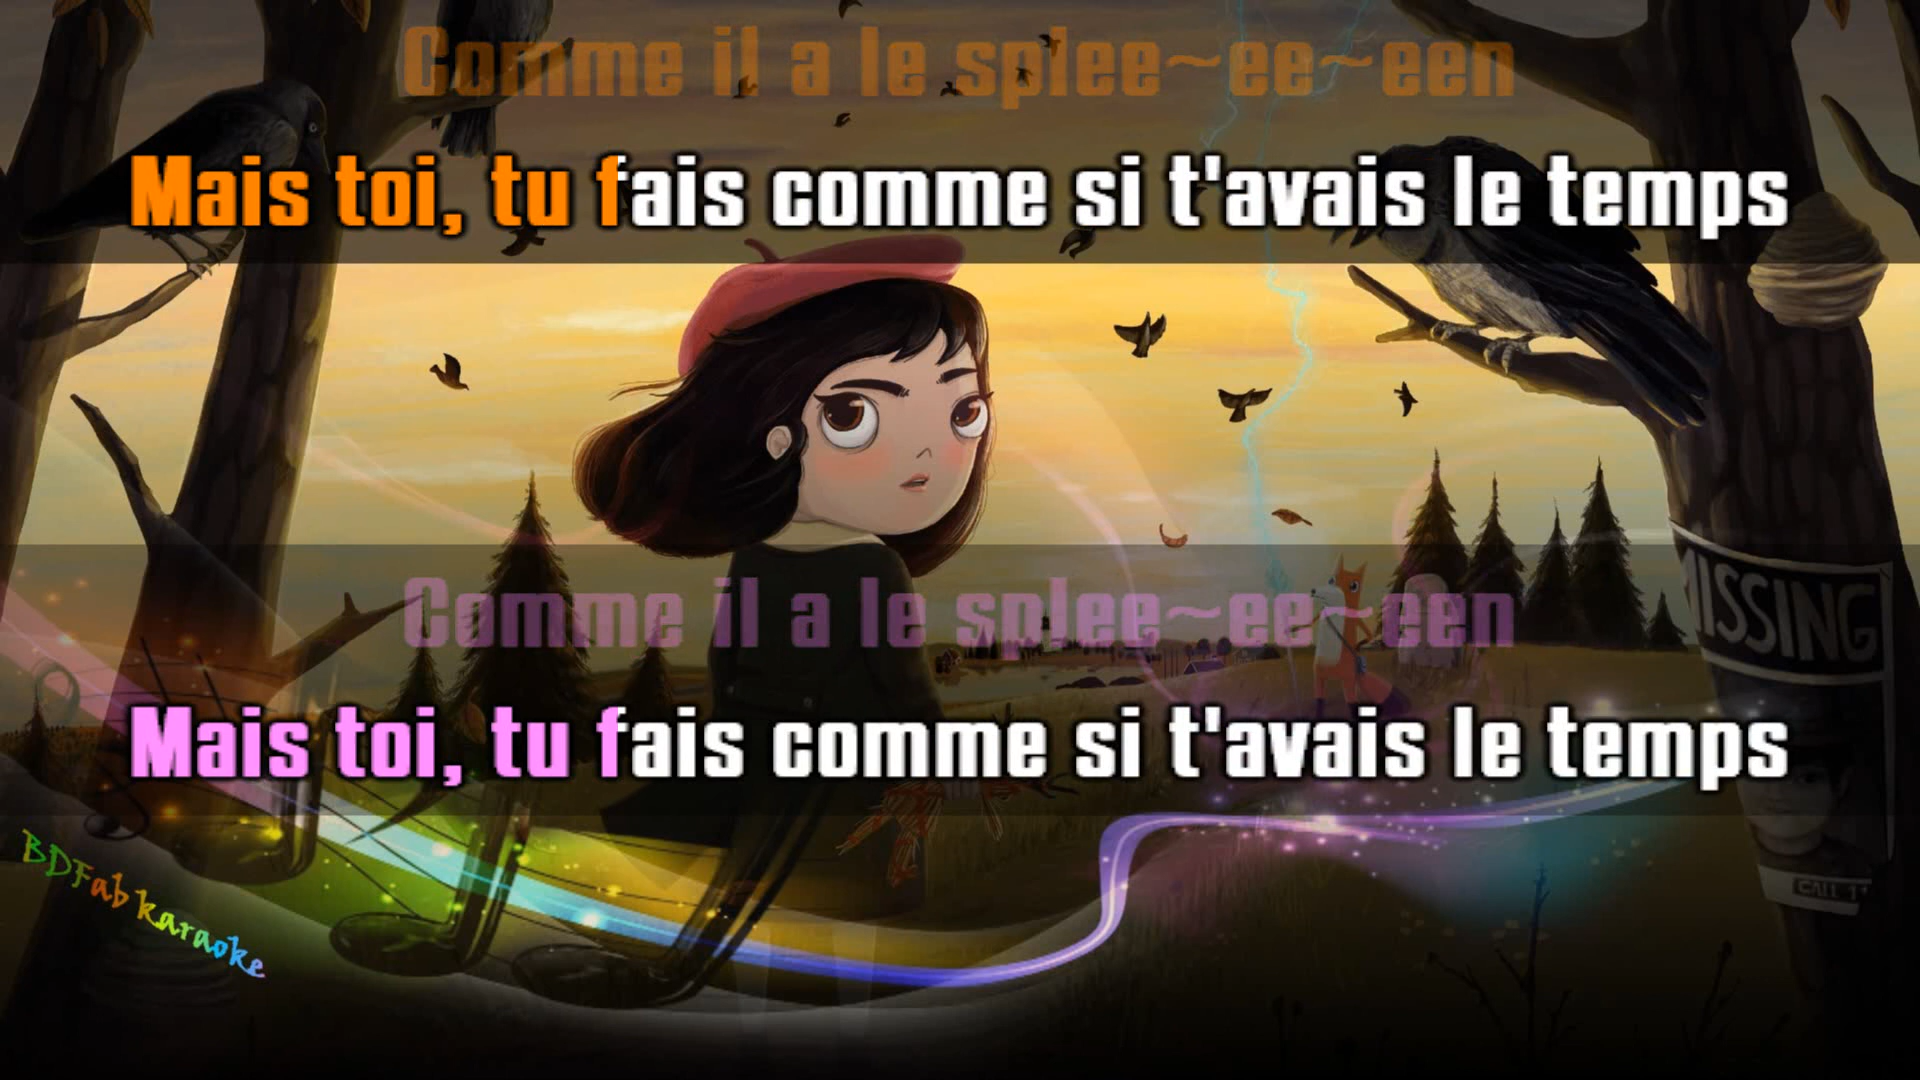 Comme il a le splee~ee~een
Mais toi, tu fais comme si t'avais le temps
MISSING
Comme il a le splee~ee~een
Mais toi, tu fais comme si t'avais le temps
BDFab karaoke
CALL